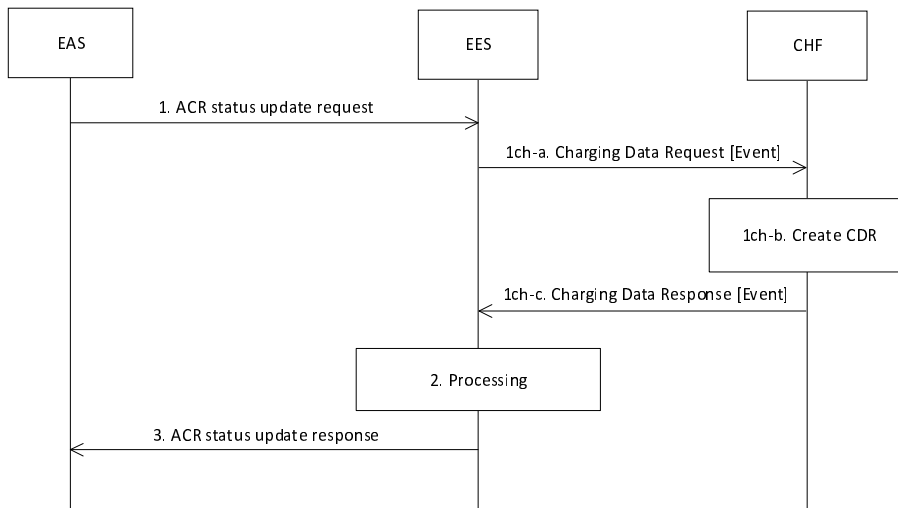 EAS
EES
CHF
1. ACR status update request
1ch-a. Charging Data Request [Event]
1ch-b. Create CDR
1ch-c. Charging Data Response [Event]
2. Processing
3. ACR status update response